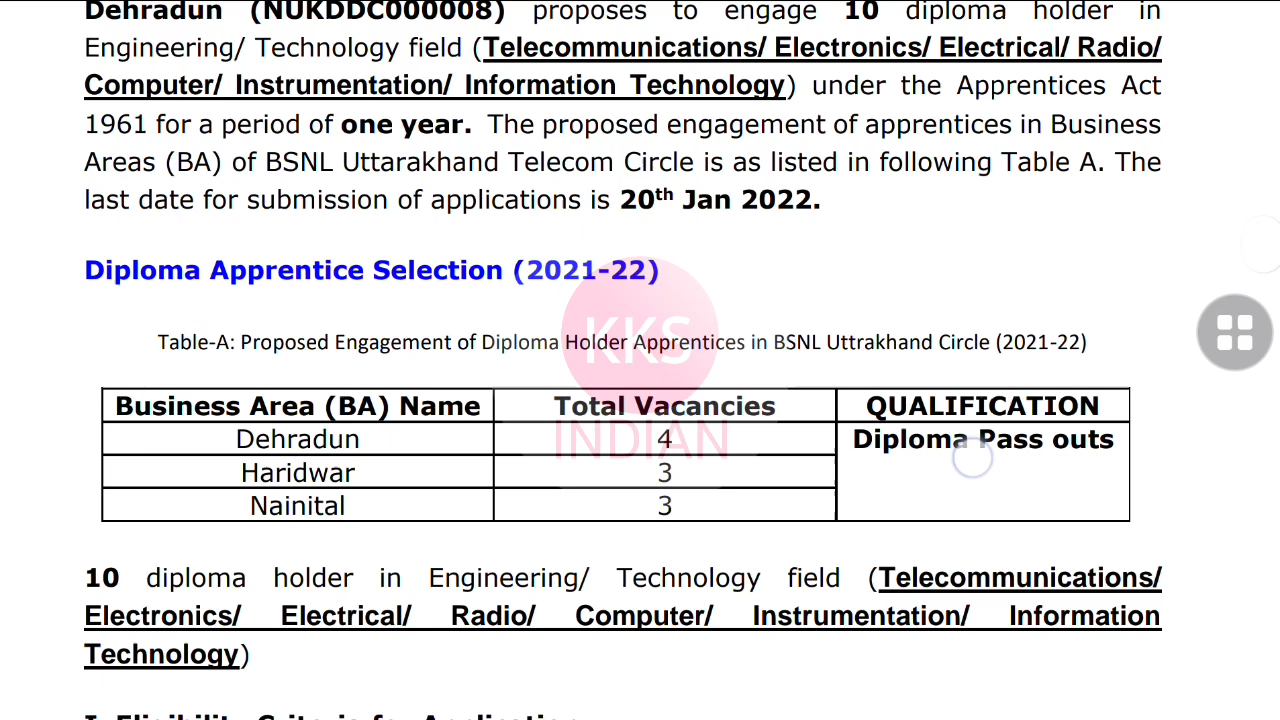 Dehradun (NUKDDC000008) proposes to engage 10 diploma holder in
Engineering/ Technology field (Telecommunications/ Electronics/ Electrical/ Radio/
Computer/ Instrumentation/ Information Technology) under the Apprentices Act
1961 for a period of one year. The proposed engagement of apprentices in Business
Areas (BA) of BSNL Uttarakhand Telecom Circle is as listed in following Table A. The
last date for submission of applications is 20th Jan 2022.
Diploma Apprentice Selection (2021-22)
Table-A: Proposed Engagement of Diploma Holder Apprentices in BSNL Uttrakhand Circle (2021-22)
KKS
INDIAN
Business Area (BA) Name Total Vacancies QUALIFICATION
Dehradun 4 Diploma Pass outs
Haridwar 3
Nainital 3
10 diploma holder in Engineering/ Technology field (Telecommunications/
Electronics/ Electrical/ Radio/ Computer/ Instrumentation/ Information
Technology)
I. Eligibility Criteria for Application